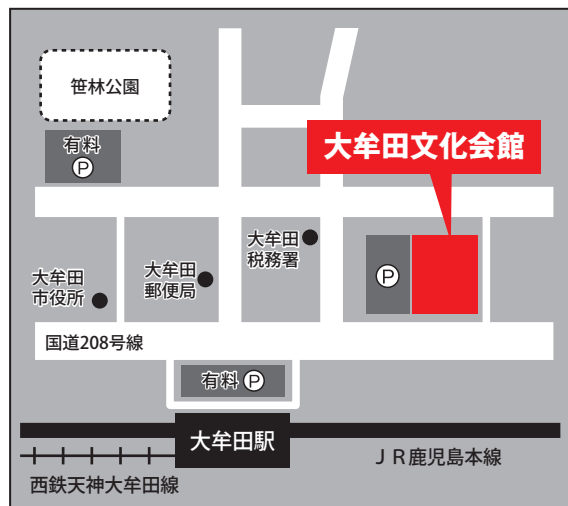 笹林公園
有料
P
大牟田文化会館
大牟田
税務署
大牟田
郵便局
大牟田
市役所
P
国道208号線
有料 P
大牟田駅
ＪＲ鹿児島本線
西鉄天神大牟田線